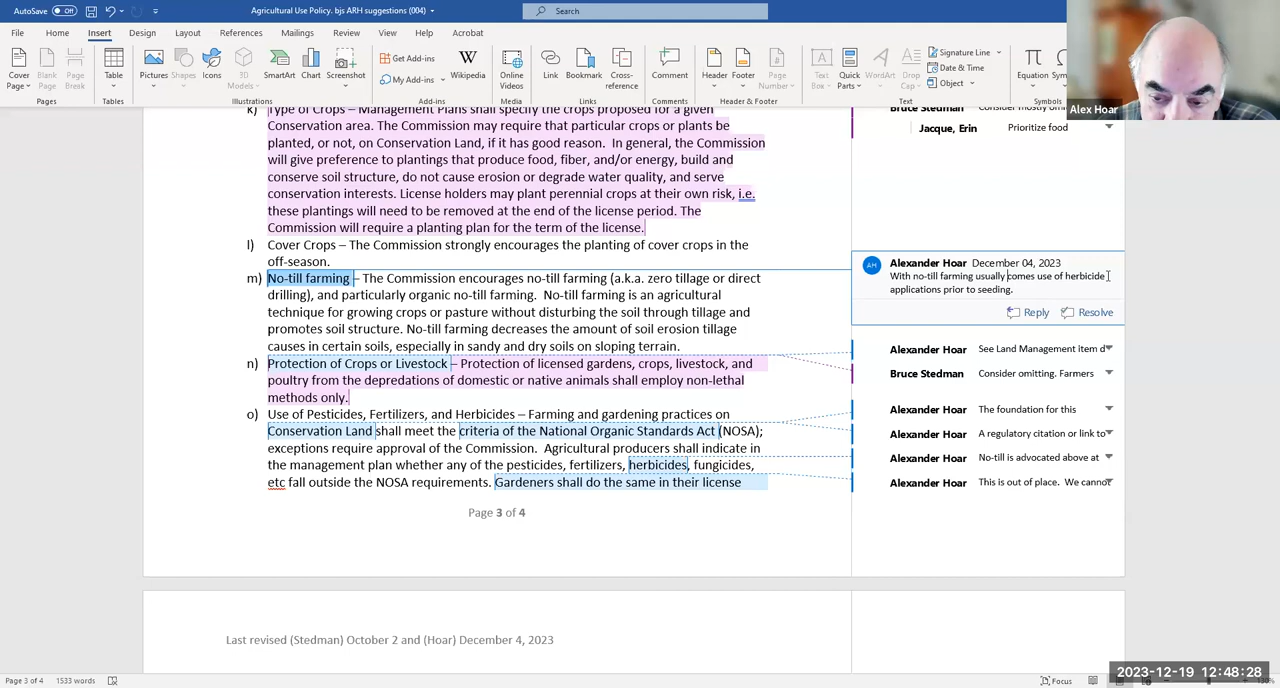 AutoSave Off Agricultural Use Policy. bjs ARH suggestions (004) Search
File Home Insert Design Layout References Mailings Review View Help Acrobat
Cover Page Blank Page Page Break Table Pictures Shapes Icons 3D Models SmartArt Chart Screenshot Get Add-ins My Add-ins Wikipedia Online Videos Link Bookmark Cross-reference Comment Header Footer Page Number Text Box Quick Parts WordArt Drop Cap Signature Line Date & Time Object Equation
Pages Tables Illustrations Add-ins Media Links Comments Header & Footer Text Symbols
Alex Hoar
k) Type of Crops – Management Plans shall specify the crops proposed for a given
Conservation area. The Commission may require that particular crops or plants be
planted, or not, on Conservation Land, if it has good reason.  In general, the Commission
will give preference to plantings that produce food, fiber, and/or energy, build and
conserve soil structure, do not cause erosion or degrade water quality, and serve
conservation interests. License holders may plant perennial crops at their own risk, i.e.
these plantings will need to be removed at the end of the license period. The
Commission will require a planting plan for the term of the license.
l) Cover Crops – The Commission strongly encourages the planting of cover crops in the
off-season.
m) No-till farming – The Commission encourages no-till farming (a.k.a. zero tillage or direct
drilling), and particularly organic no-till farming.  No-till farming is an agricultural
technique for growing crops or pasture without disturbing the soil through tillage and
promotes soil structure. No-till farming decreases the amount of soil erosion tillage
causes in certain soils, especially in sandy and dry soils on sloping terrain.
n) Protection of Crops or Livestock – Protection of licensed gardens, crops, livestock, and
poultry from the depredations of domestic or native animals shall employ non-lethal
methods only.
o) Use of Pesticides, Fertilizers, and Herbicides – Farming and gardening practices on
Conservation Land shall meet the criteria of the National Organic Standards Act (NOSA);
exceptions require approval of the Commission.  Agricultural producers shall indicate in
the management plan whether any of the pesticides, fertilizers, herbicides, fungicides,
etc fall outside the NOSA requirements. Gardeners shall do the same in their license
Page 3 of 4
Bruce Stedman Consider mostly
Jacque, Erin Prioritize food
AH Alexander Hoar December 04, 2023
With no-till farming usually comes use of herbicide
applications prior to seeding.
Reply Resolve
Alexander Hoar See Land Management item d
Bruce Stedman Consider omitting. Farmers
Alexander Hoar The foundation for this
Alexander Hoar A regulatory citation or link to
Alexander Hoar No-till is advocated above at
Alexander Hoar This is out of place.  We cannot
Last revised (Stedman) October 2 and (Hoar) December 4, 2023
2023-12-19 12:48:28
Page 3 of 4 1533 words Focus